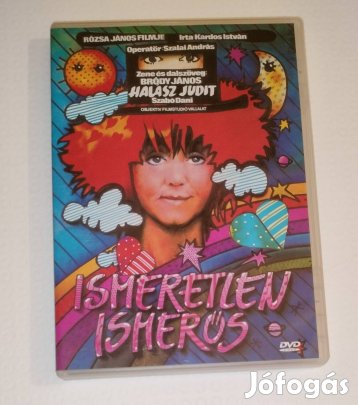 RÓZSA JÁNOS FILMJE Irta Kardos István
Operatőr: Szalai András
Zene és dalszöveg:
BRÓDY JÁNOS
HALÁSZ JUDIT
Szabó Dani
OBJEKTÍV FILMSTÚDIÓ VÁLLALAT
ISMERETLEN
ISMERŐS
DVD
Jófogás